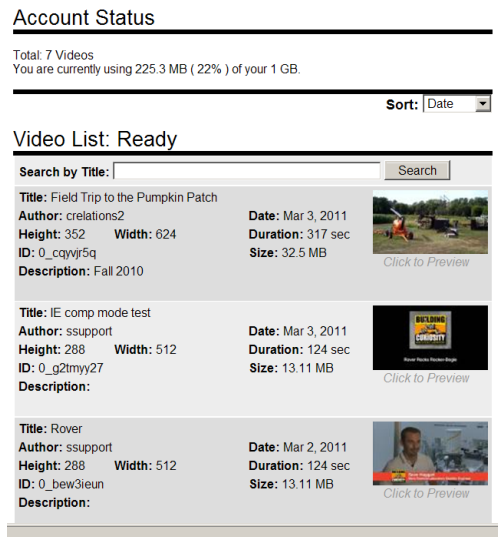 Account Status
Total: 7 Videos
You are currently using 225.3 MB ( 22% ) of your 1 GB.
Sort: Date
Video List: Ready
Search by Title: Search
Title: Field Trip to the Pumpkin Patch
Author: crelations2 Date: Mar 3, 2011
Height: 352 Width: 624 Duration: 317 sec
ID: 0_cqyvjr5q Size: 32.5 MB
Click to Preview
Description: Fall 2010
Title: IE comp mode test
BUILDING
CURIOSITY
Author: ssupport Date: Mar 3, 2011
Height: 288 Width: 512 Duration: 124 sec
Rover Rocks Rocker-Bogie
ID: 0_g2tmyy27 Size: 13.11 MB
Click to Preview
Description:
Title: Rover
Author: ssupport Date: Mar 2, 2011
Height: 288 Width: 512 Duration: 124 sec
ID: 0_bew3ieun Size: 13.11 MB
Click to Preview
Description: